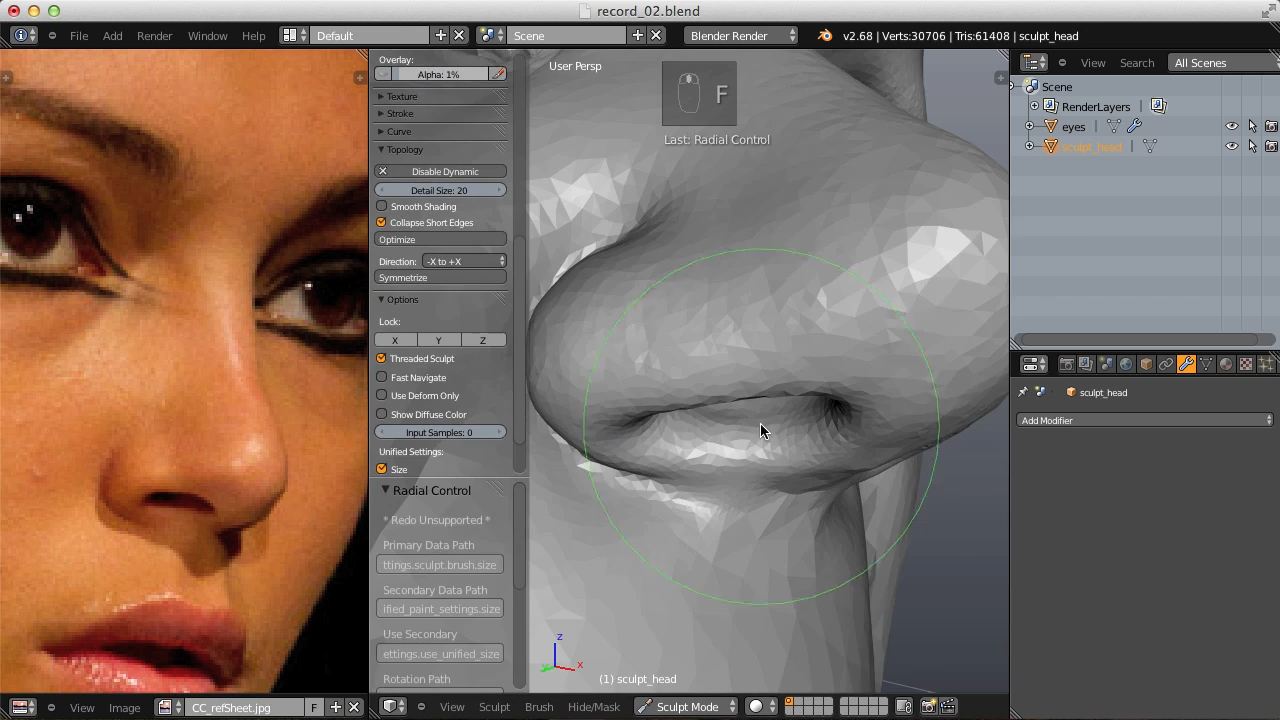 record_02.blend
File Add Render Window Help Default Scene Blender Render v2.68 | Verts:30706 | Tris:61408 | sculpt_head
Overlay:
Alpha: 1%
Texture
Stroke
Curve
Topology
Disable Dynamic
Detail Size: 20
Smooth Shading
Collapse Short Edges
Optimize
Direction: -X to +X
Symmetrize
Options
Lock:
X Y Z
Threaded Sculpt
Fast Navigate
Use Deform Only
Show Diffuse Color
Input Samples: 0
Unified Settings:
Size
Radial Control
* Redo Unsupported *
Primary Data Path
ttings.sculpt.brush.size
Secondary Data Path
ified_paint_settings.size
Use Secondary
ettings.use_unified_size
Rotation Path
User Persp
F
Last: Radial Control
z
y x
(1) sculpt_head
View Search All Scenes
Scene
RenderLayers |
eyes |
sculpt_head |
sculpt_head
Add Modifier
View Image CC_refSheet.jpg F
View Sculpt Brush Hide/Mask Sculpt Mode